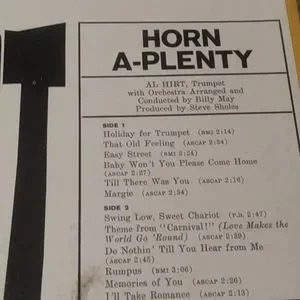 HORN
A-PLENTY
AL HIRT, Trumpet
with Orchestra Arranged and
Conducted by Billy May
Produced by Steve Sholes
SIDE 1
Holiday for Trumpet (BMI 2:14)
That Old Feeling (ASCAP 2:34)
Easy Street (BMI 2:34)
Baby Won't You Please Come Home
(ASCAP 2:27)
Till There Was You (ASCAP 2:16)
Margie (ASCAP 2:34)
SIDE 2
Swing Low, Sweet Chariot (P.D. 2:47)
Theme from "Carnival!" (Love Makes the
World Go 'Round) (ASCAP 2:39)
Do Nothin' Till You Hear from Me
(ASCAP 2:45)
Rumpus (BMI 3:06)
Memories of You (ASCAP 2:26)
I'll Take Romance (ASCAP 2:13)